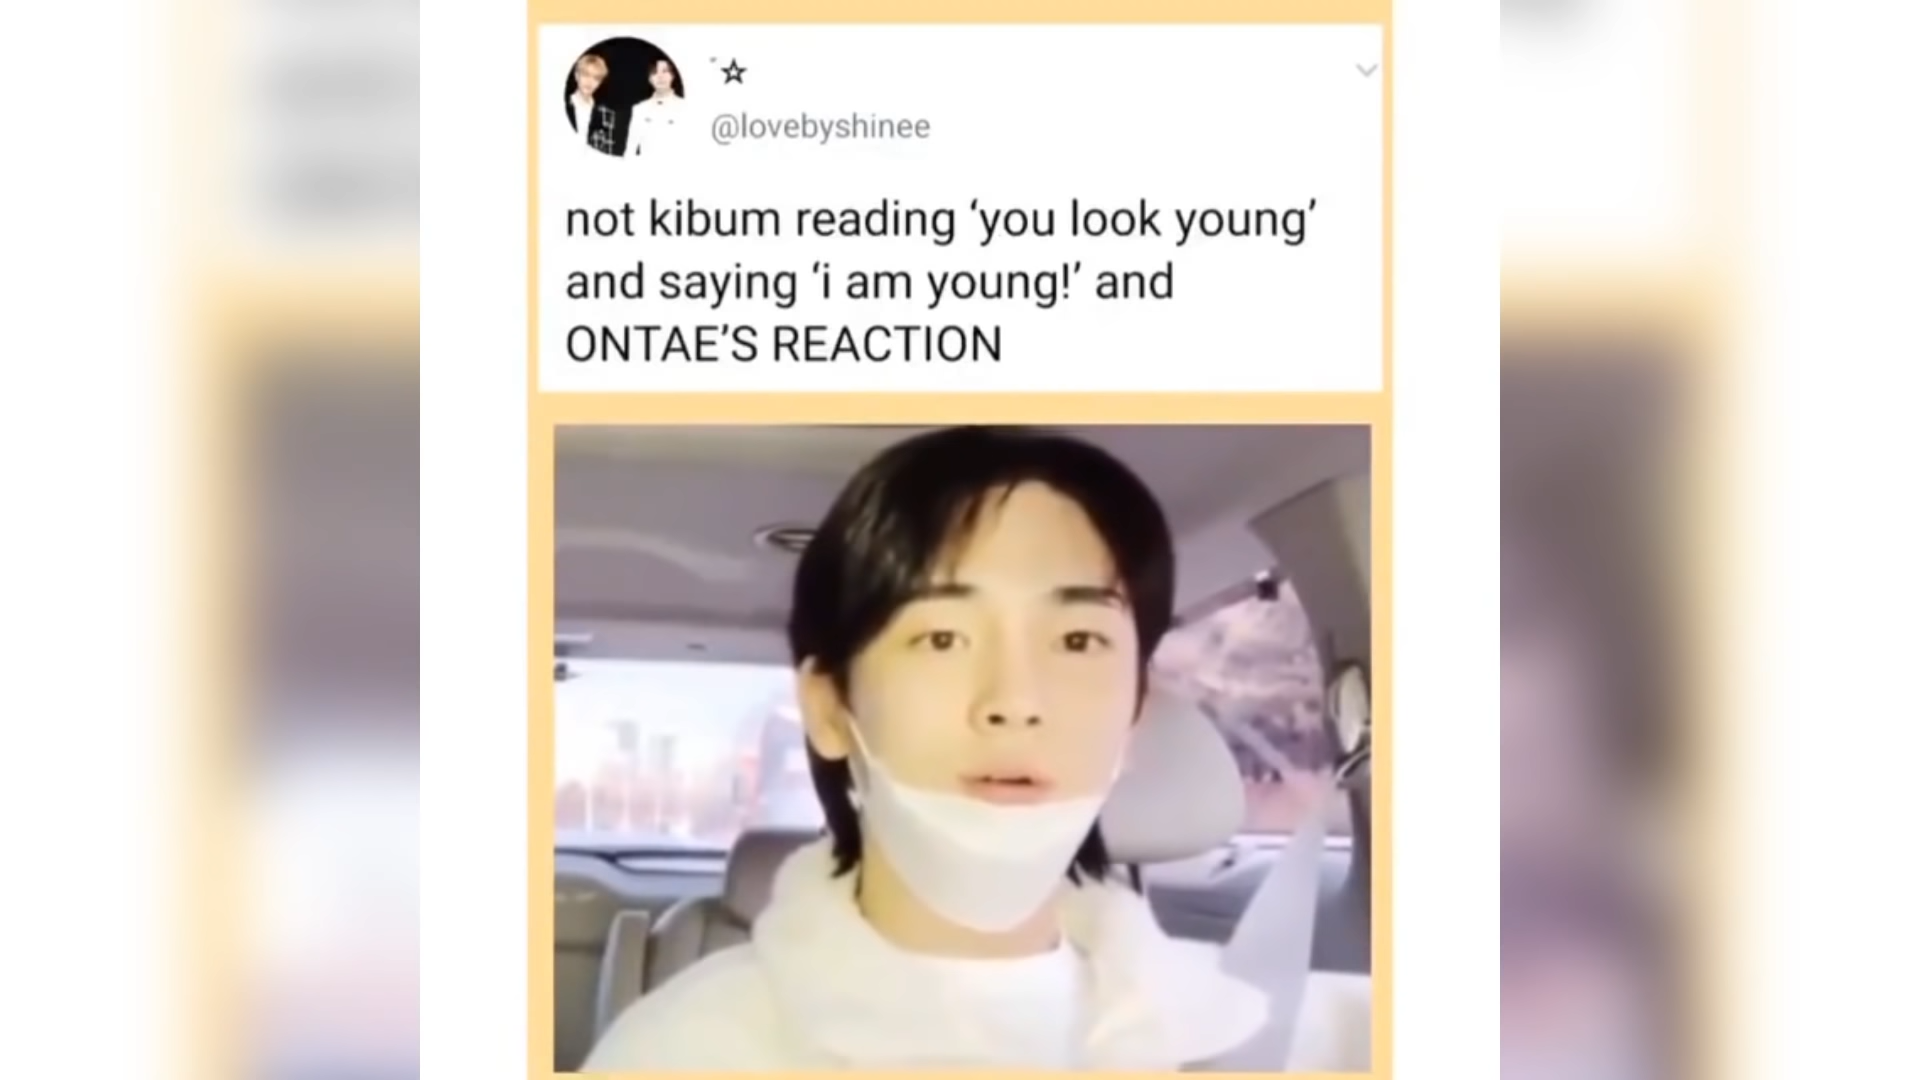 ☆
@lovebyshinee
not kibum reading ‘you look young’
and saying ‘i am young!’ and
ONTAE’S REACTION